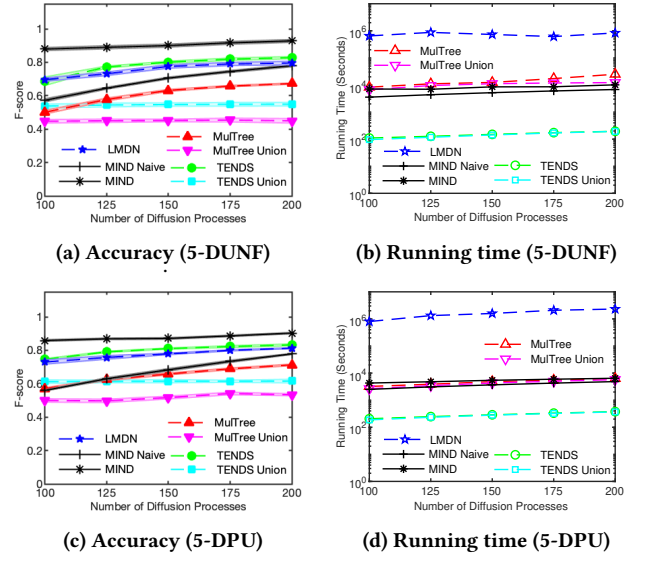 1
0.8
0.6
0.4
0.2
0
F-score
LMDN
MIND Naive
MIND
MulTree
MulTree Union
TENDS
TENDS Union
100 125 150 175 200
Number of Diffusion Processes
(a) Accuracy (5-DUNF)
10^6
10^4
10^2
10^0
Running Time (Seconds)
MulTree
MulTree Union
LMDN
MIND Naive
MIND
TENDS
TENDS Union
100 125 150 175 200
Number of Diffusion Processes
(b) Running time (5-DUNF)
1
0.8
0.6
0.4
0.2
0
F-score
LMDN
MIND Naive
MIND
MulTree
MulTree Union
TENDS
TENDS Union
100 125 150 175 200
Number of Diffusion Processes
(c) Accuracy (5-DPU)
10^6
10^4
10^2
10^0
Running Time (Seconds)
MulTree
MulTree Union
LMDN
MIND Naive
MIND
TENDS
TENDS Union
100 125 150 175 200
Number of Diffusion Processes
(d) Running time (5-DPU)